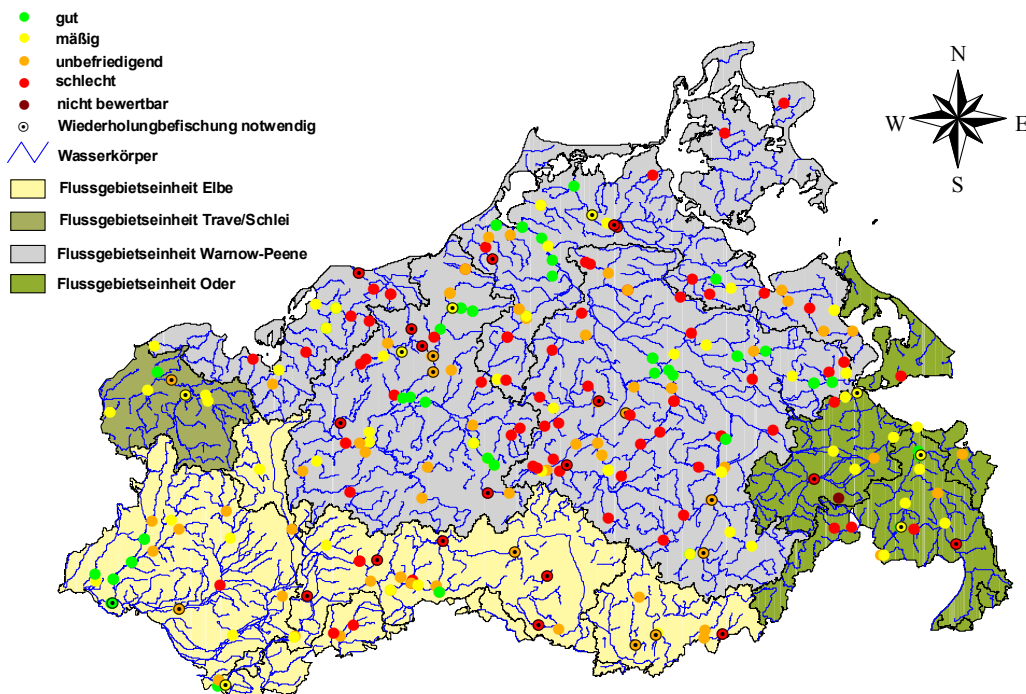 gut
mäßig
unbefriedigend
schlecht
nicht bewertbar
Wiederholungbefischung notwendig
Wasserkörper
Flussgebietseinheit Elbe
Flussgebietseinheit Trave/Schlei
Flussgebietseinheit Warnow-Peene
Flussgebietseinheit Oder
N
W E
S